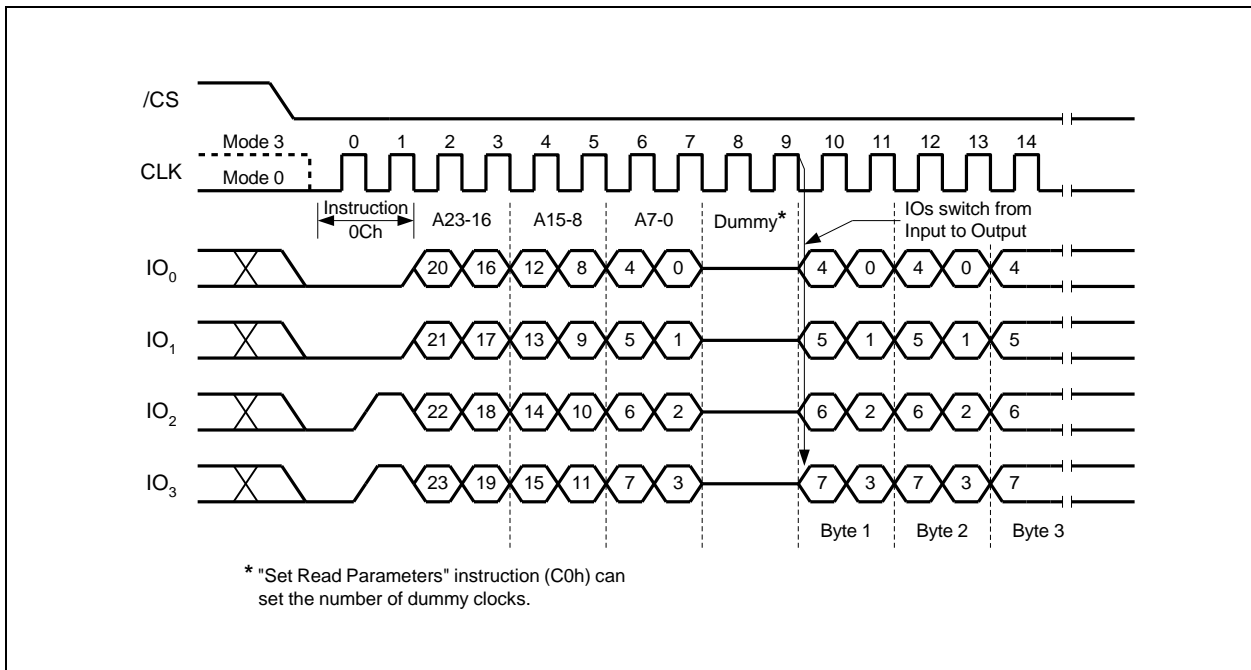 /CS
Mode 3
0 1 2 3 4 5 6 7 8 9 10 11 12 13 14
CLK
Mode 0
Instruction
0Ch
A23-16 A15-8 A7-0 Dummy*
IOs switch from
Input to Output
IO0 20 16 12 8 4 0 4 0 4 0 4
IO1 21 17 13 9 5 1 5 1 5 1 5
IO2 22 18 14 10 6 2 6 2 6 2 6
IO3 23 19 15 11 7 3 7 3 7 3 7
Byte 1 Byte 2 Byte 3
* "Set Read Parameters" instruction (C0h) can
set the number of dummy clocks.